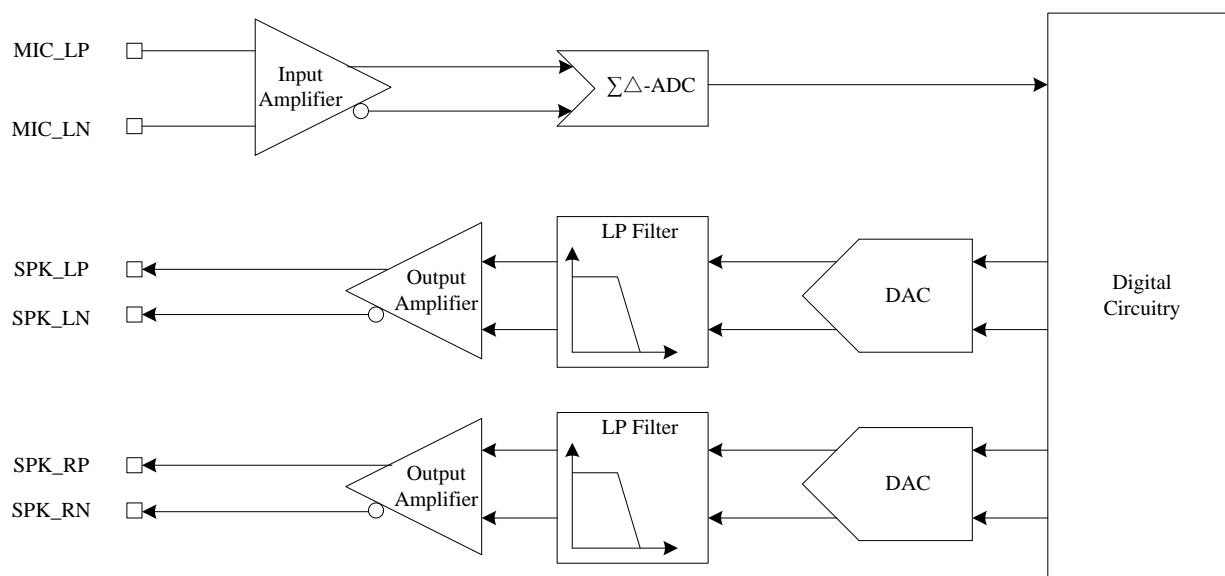 MIC_LP
MIC_LN
Input
Amplifier
∑△-ADC
SPK_LP
SPK_LN
Output
Amplifier
LP Filter
DAC
Digital
Circuitry
SPK_RP
SPK_RN
Output
Amplifier
LP Filter
DAC